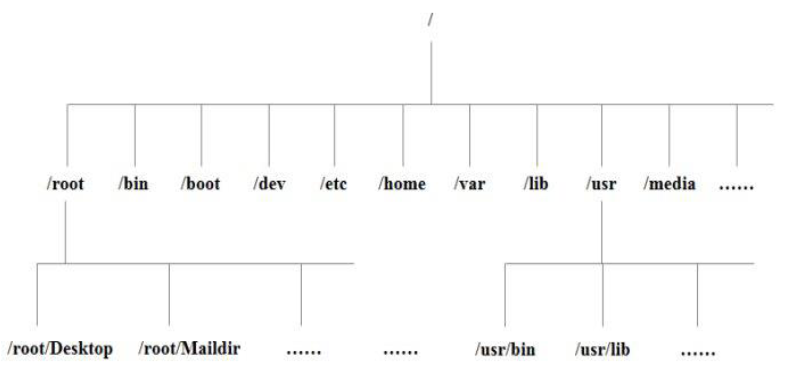 /
/root /bin /boot /dev /etc /home /var /lib /usr /media ......
/root/Desktop /root/Maildir ...... ...... /usr/bin /usr/lib ......